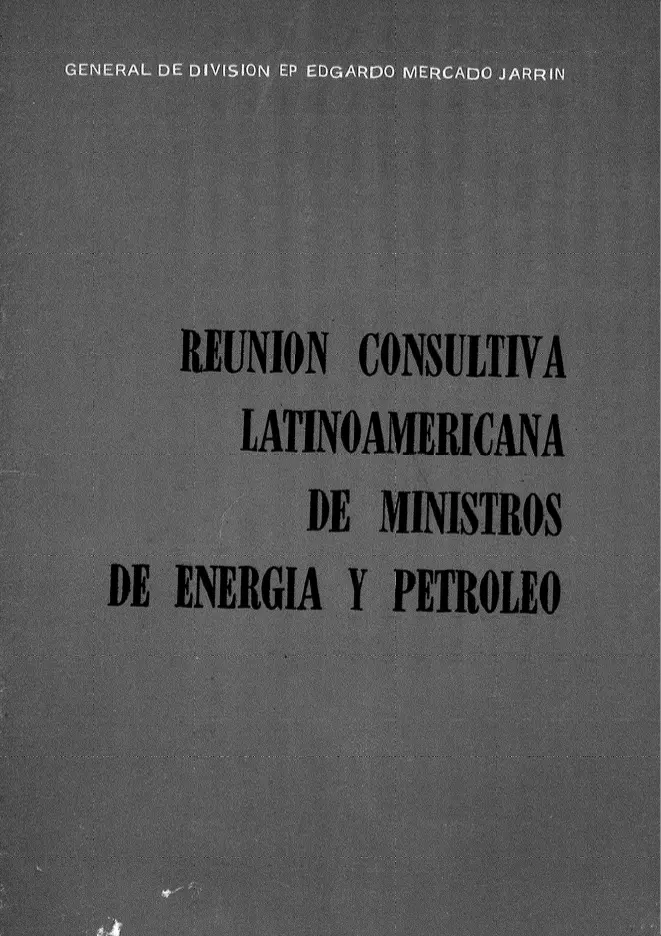 GENERAL DE DIVISION EP EDGARDO MERCADO JARRIN
REUNION CONSULTIVA
LATINOAMERICANA
DE MINISTROS
DE ENERGIA Y PETROLEO